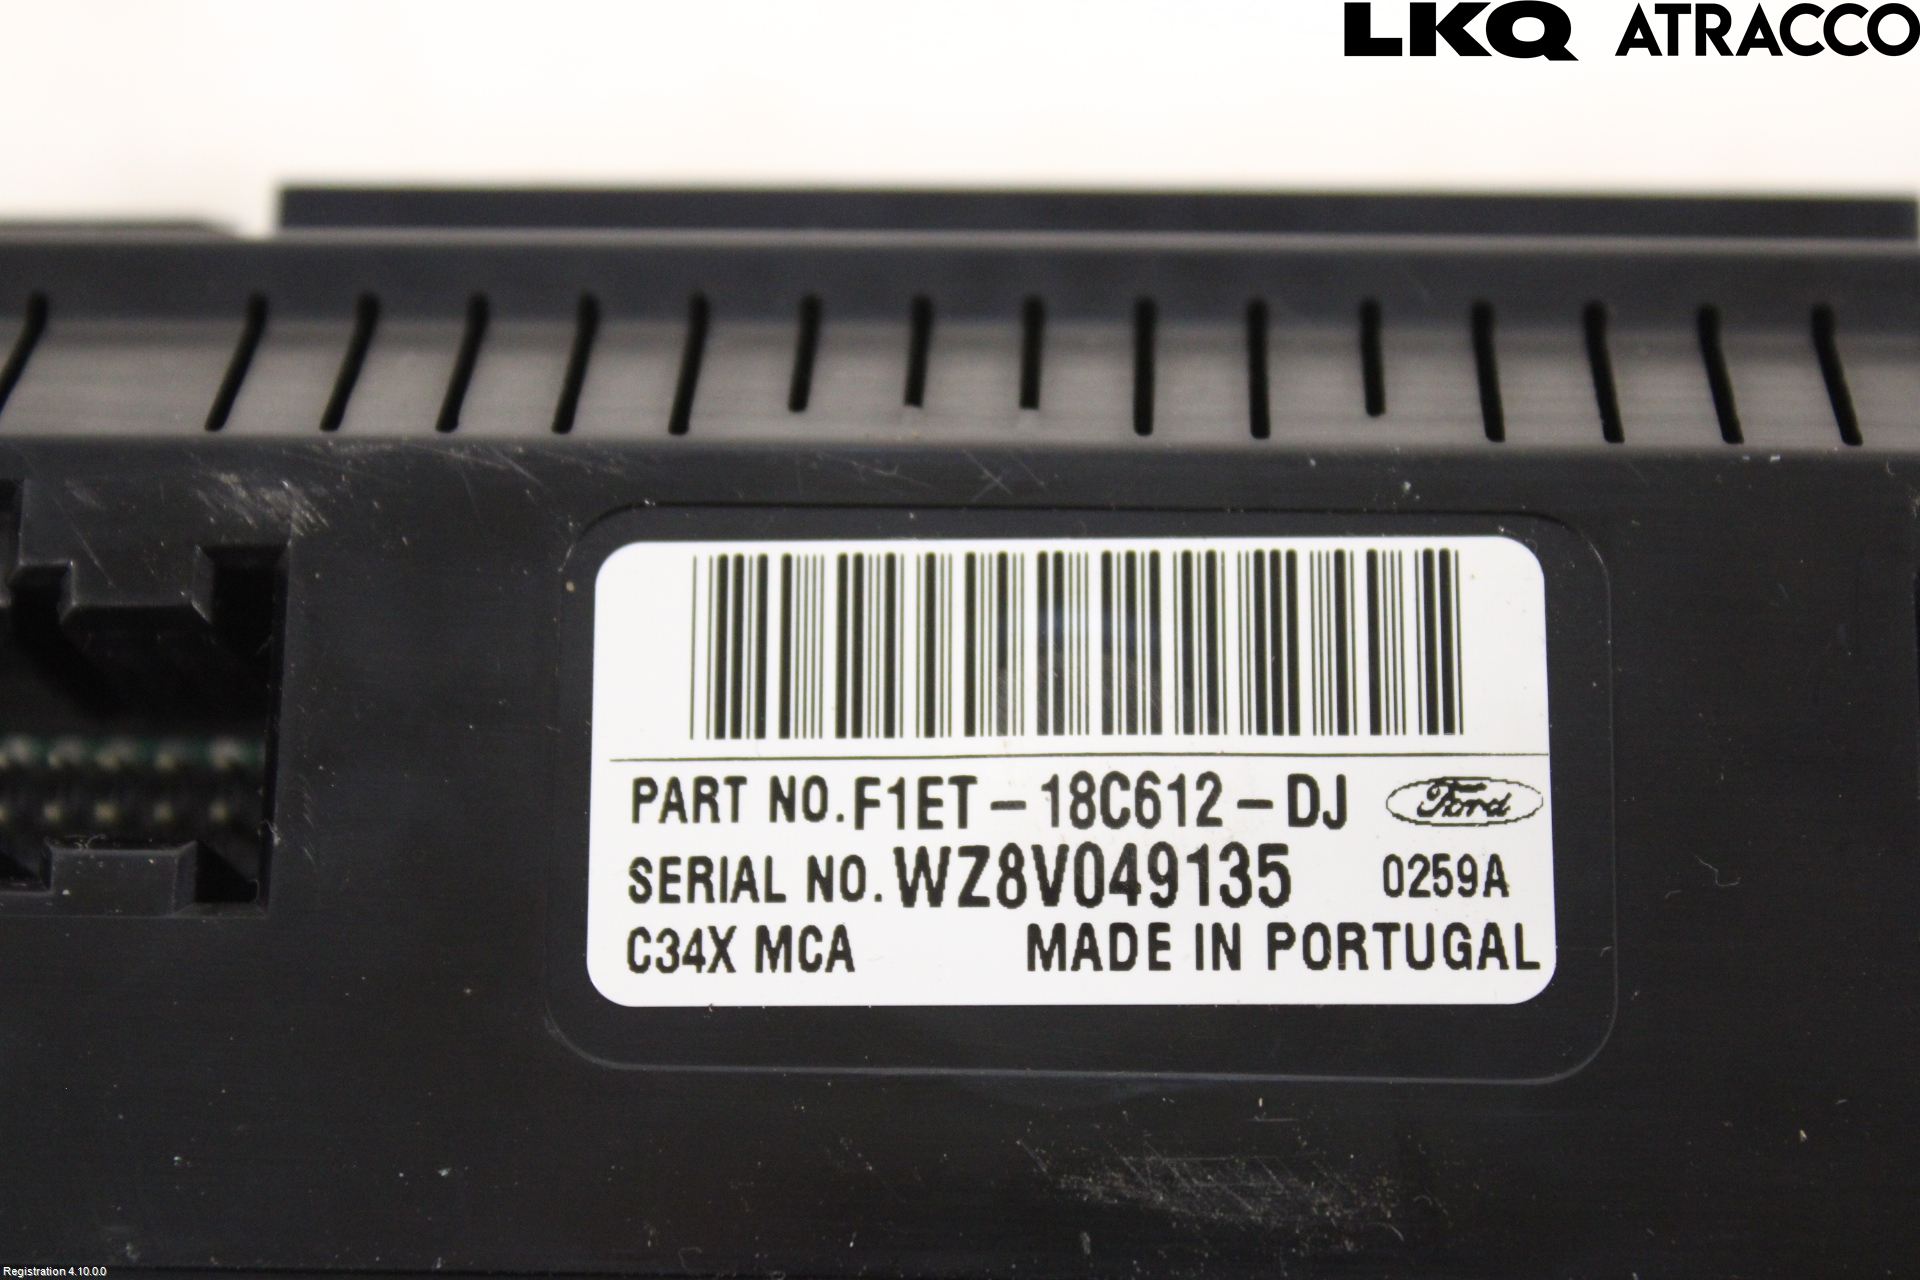 LKQ ATRACCO
PART NO. F1ET-18C612-DJ Ford
SERIAL NO. WZ8V049135 0259A
C34X MCA MADE IN PORTUGAL
Registration 4.10.0.0